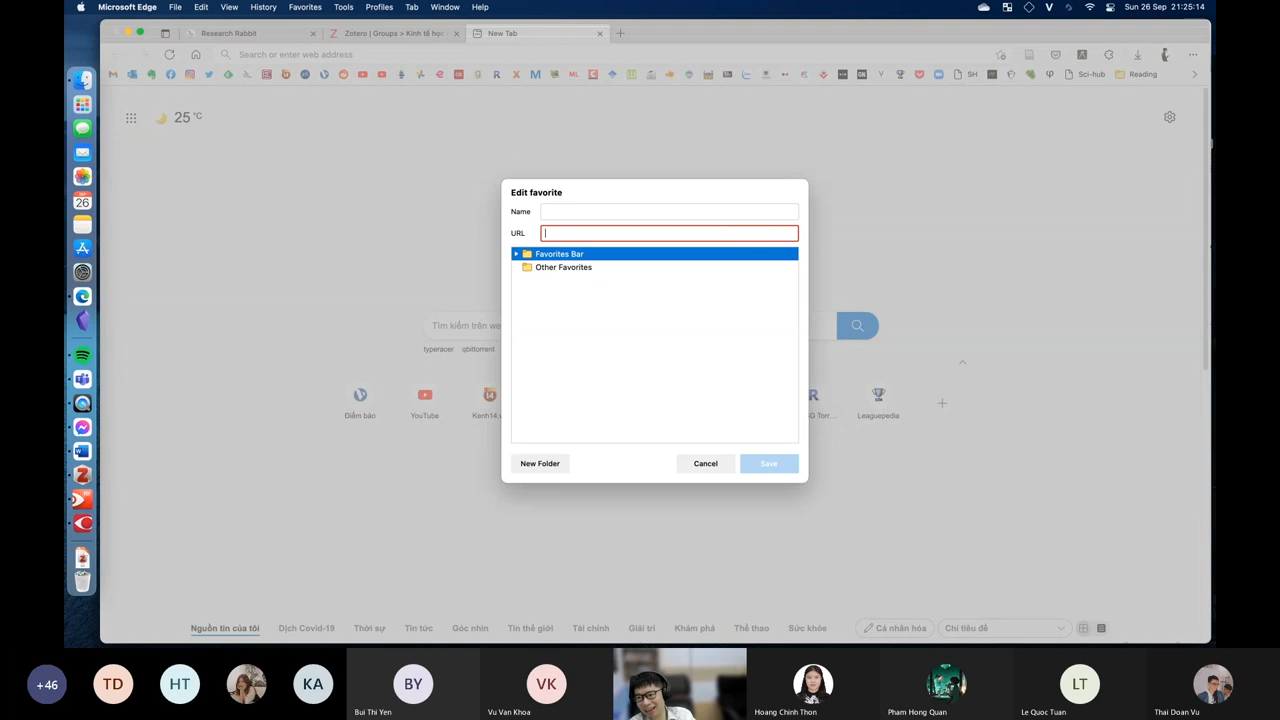 Microsoft Edge File Edit View History Favorites Tools Profiles Tab Window Help
Sun 26 Sep 21:25:14
Research Rabbit
Zotero | Groups > Kinh tế học
New Tab
Search or enter web address
SH
Sci-hub
Reading
25 °C
SEP
26
Edit favorite
Name
URL
Favorites Bar
Other Favorites
New Folder
Cancel
Save
Tìm kiếm trên we
typeracer qbittorrent
Điểm báo
YouTube
Kenh14.v
G Torr...
Leaguepedia
Nguồn tin của tôi Dịch Covid-19 Thời sự Tin tức Góc nhìn Tin thế giới Tài chính Giải trí Khám phá Thể thao Sức khỏe
Cá nhân hóa
Chỉ tiêu đề
+46
TD
HT
KA
BY
VK
LT
Bui Thi Yen
Vu Van Khoa
Hoang Chinh Thon
Pham Hong Quan
Le Quoc Tuan
Thai Doan Vu